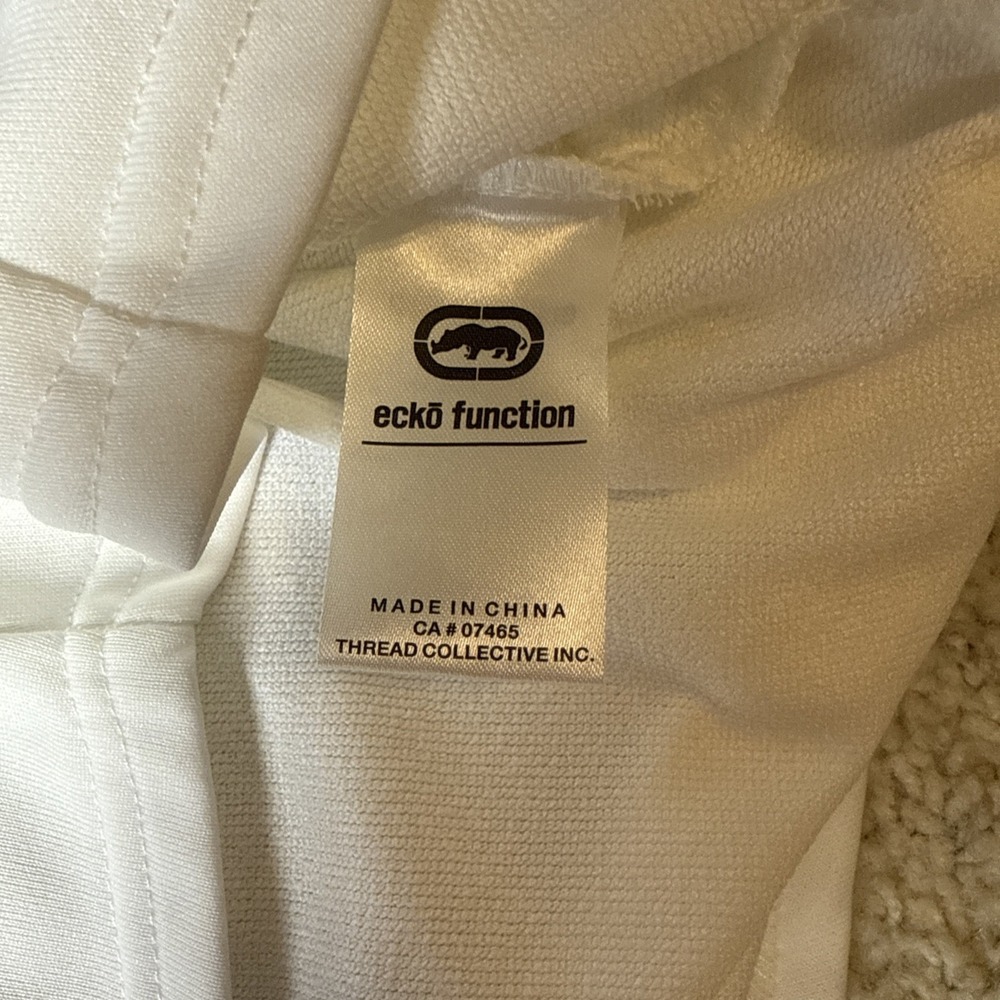 eckō function
MADE IN CHINA
CA # 07465
THREAD COLLECTIVE INC.